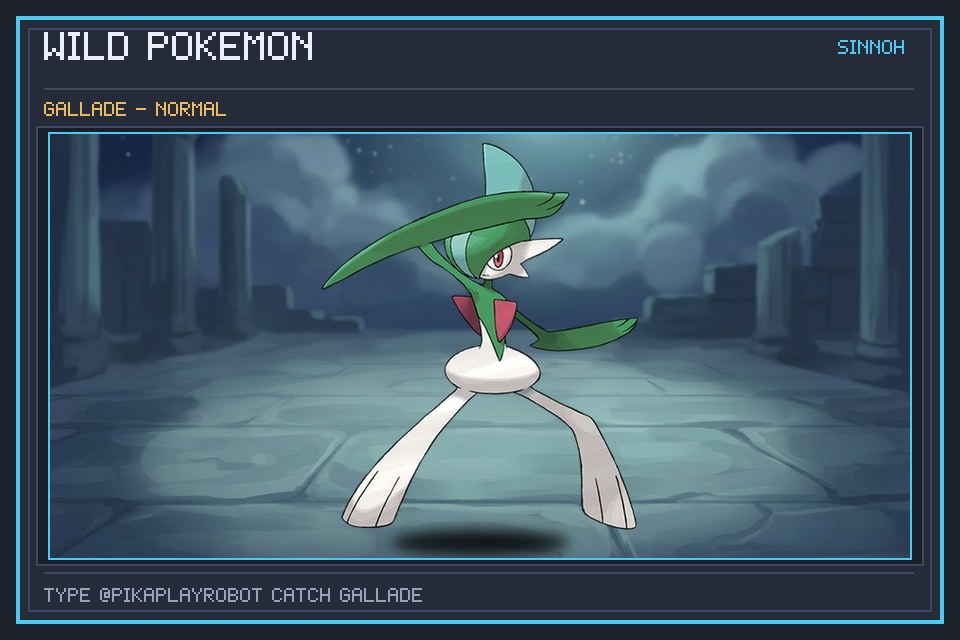 WILD POKEMON
SINNOH
GALLADE - NORMAL
TYPE @PIKAPLAYROBOT CATCH GALLADE